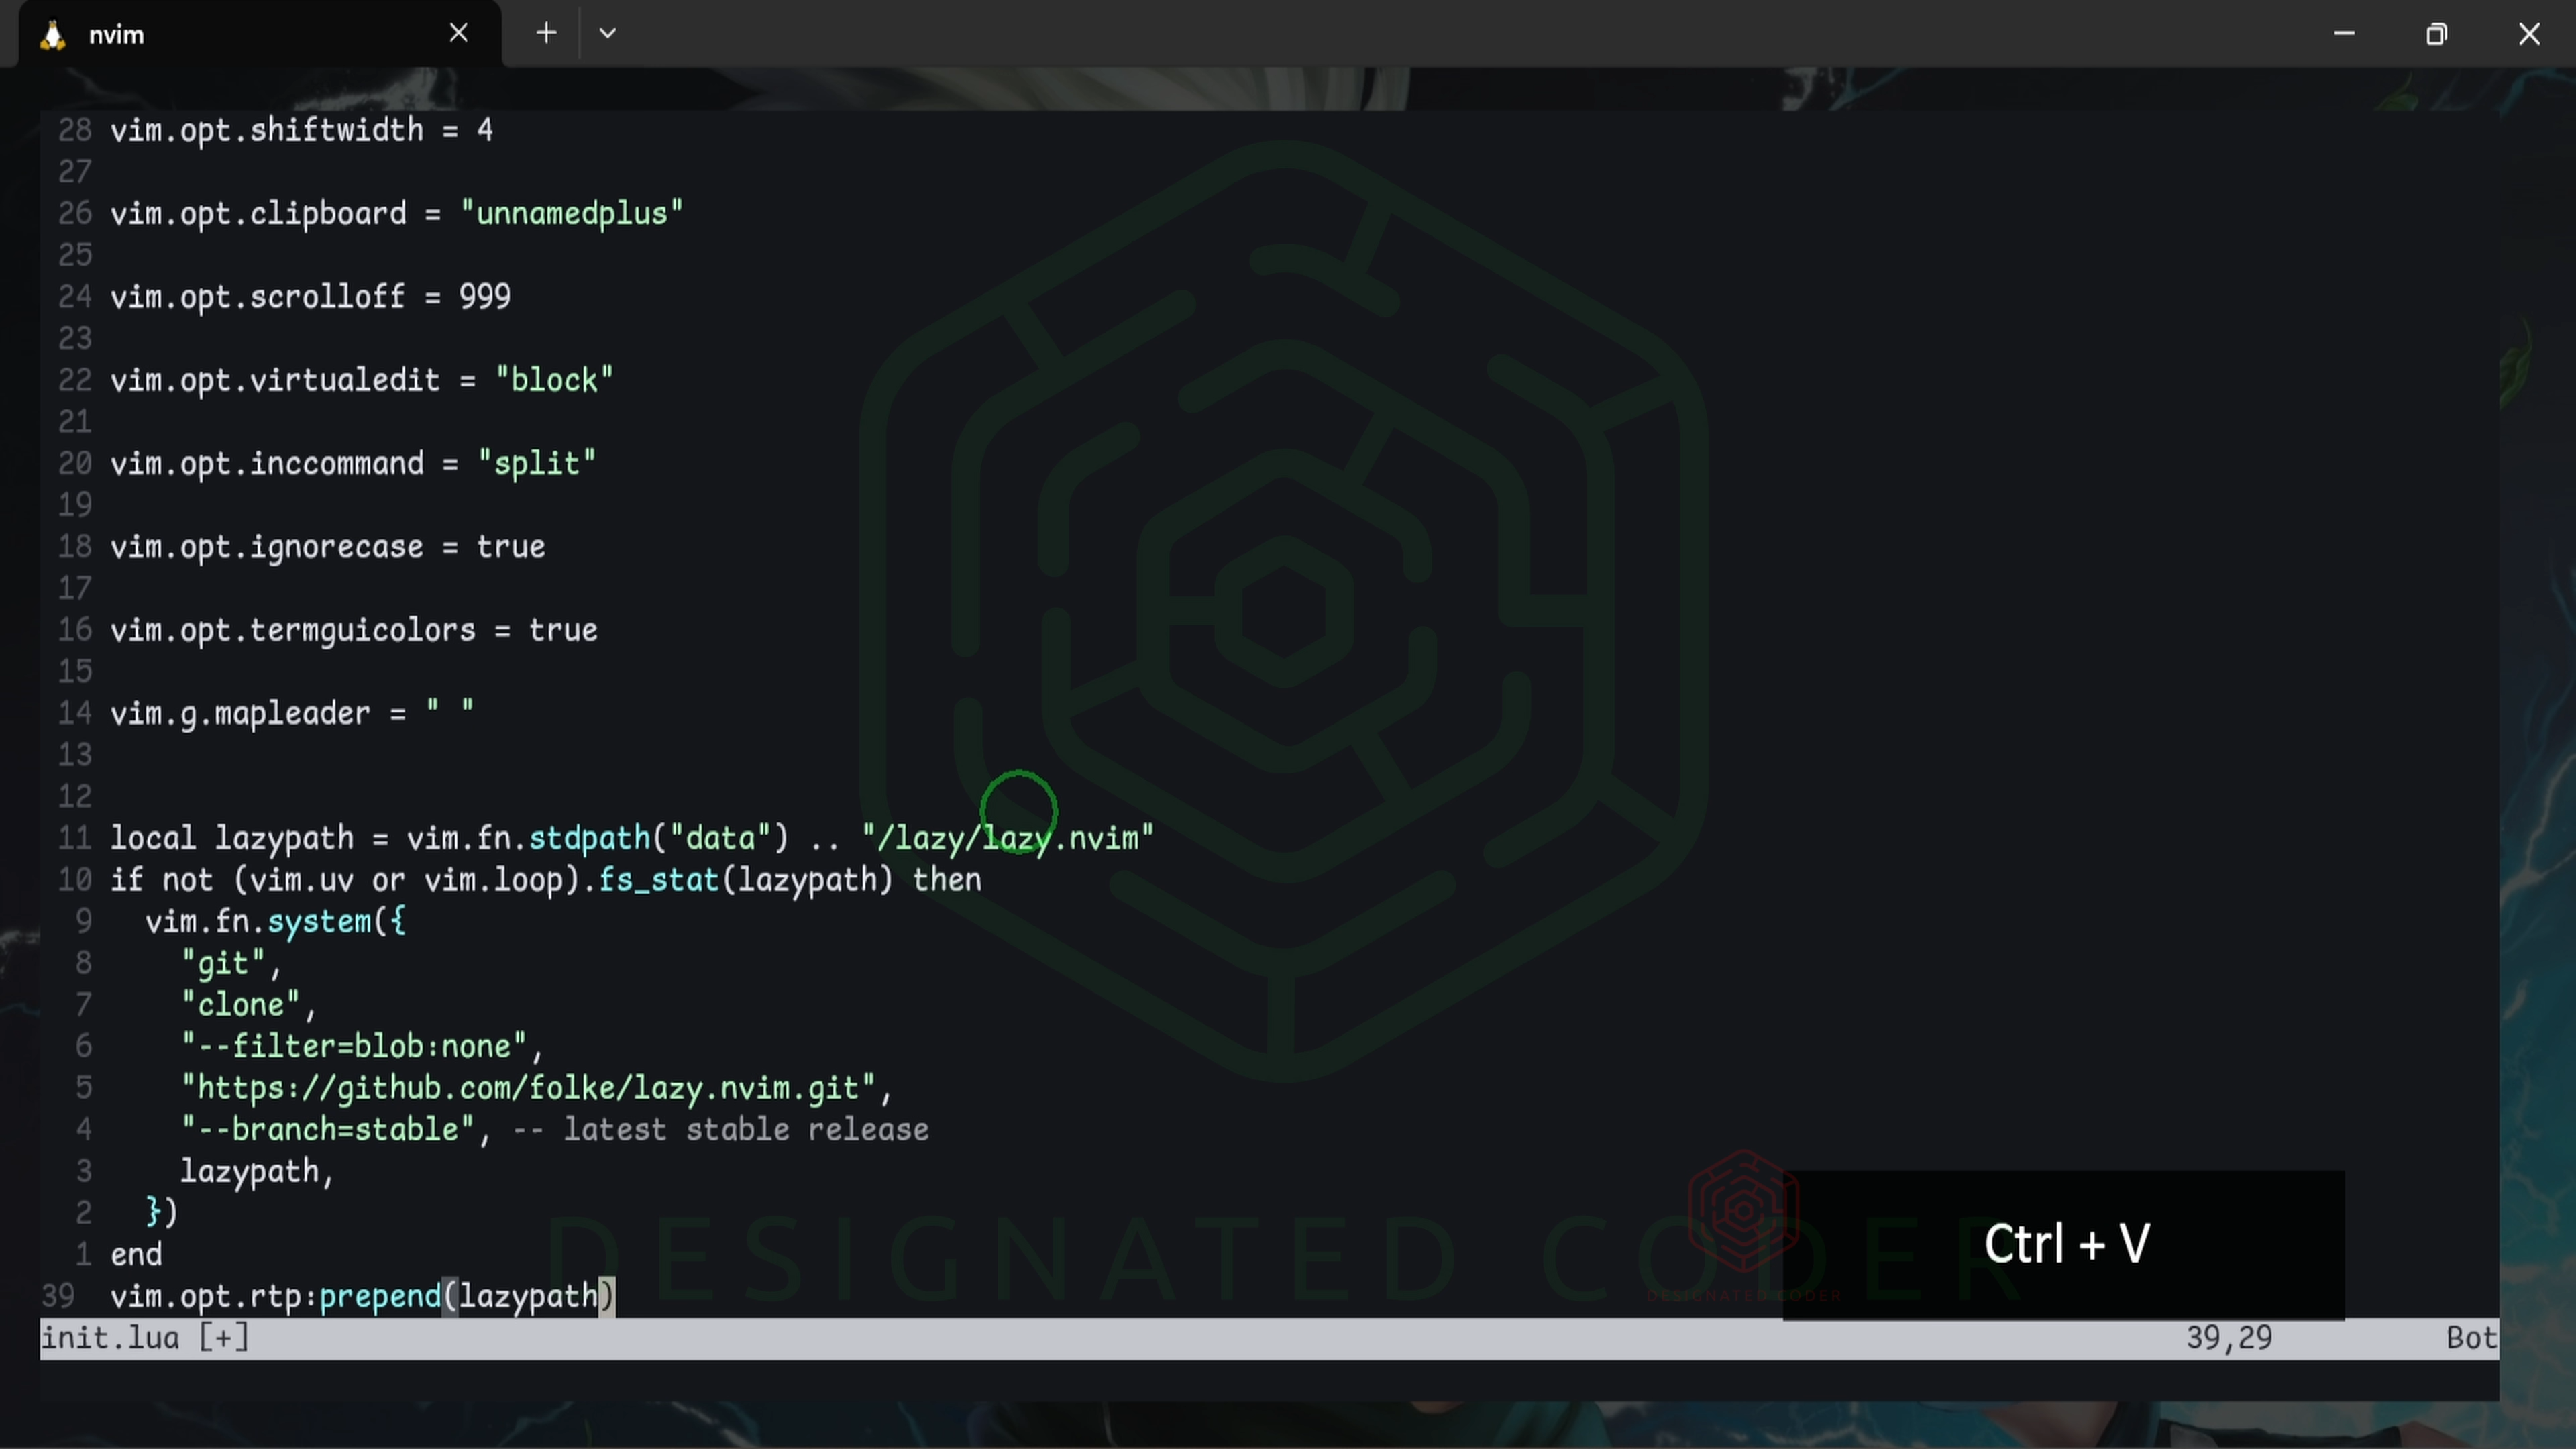 nvim
28 vim.opt.shiftwidth = 4
27
26 vim.opt.clipboard = "unnamedplus"
25
24 vim.opt.scrolloff = 999
23
22 vim.opt.virtualedit = "block"
21
20 vim.opt.inccommand = "split"
19
18 vim.opt.ignorecase = true
17
16 vim.opt.termguicolors = true
15
14 vim.g.mapleader = " "
13
12
11 local lazypath = vim.fn.stdpath("data") .. "/lazy/lazy.nvim"
10 if not (vim.uv or vim.loop).fs_stat(lazypath) then
9   vim.fn.system({
8     "git",
7     "clone",
6     "--filter=blob:none",
5     "https://github.com/folke/lazy.nvim.git",
4     "--branch=stable", -- latest stable release
3     lazypath,
2   })
1 end
39 vim.opt.rtp:prepend(lazypath)
DESIGNATED CODER
DESIGNATED CODER
Ctrl + V
init.lua [+] 39,29 Bot